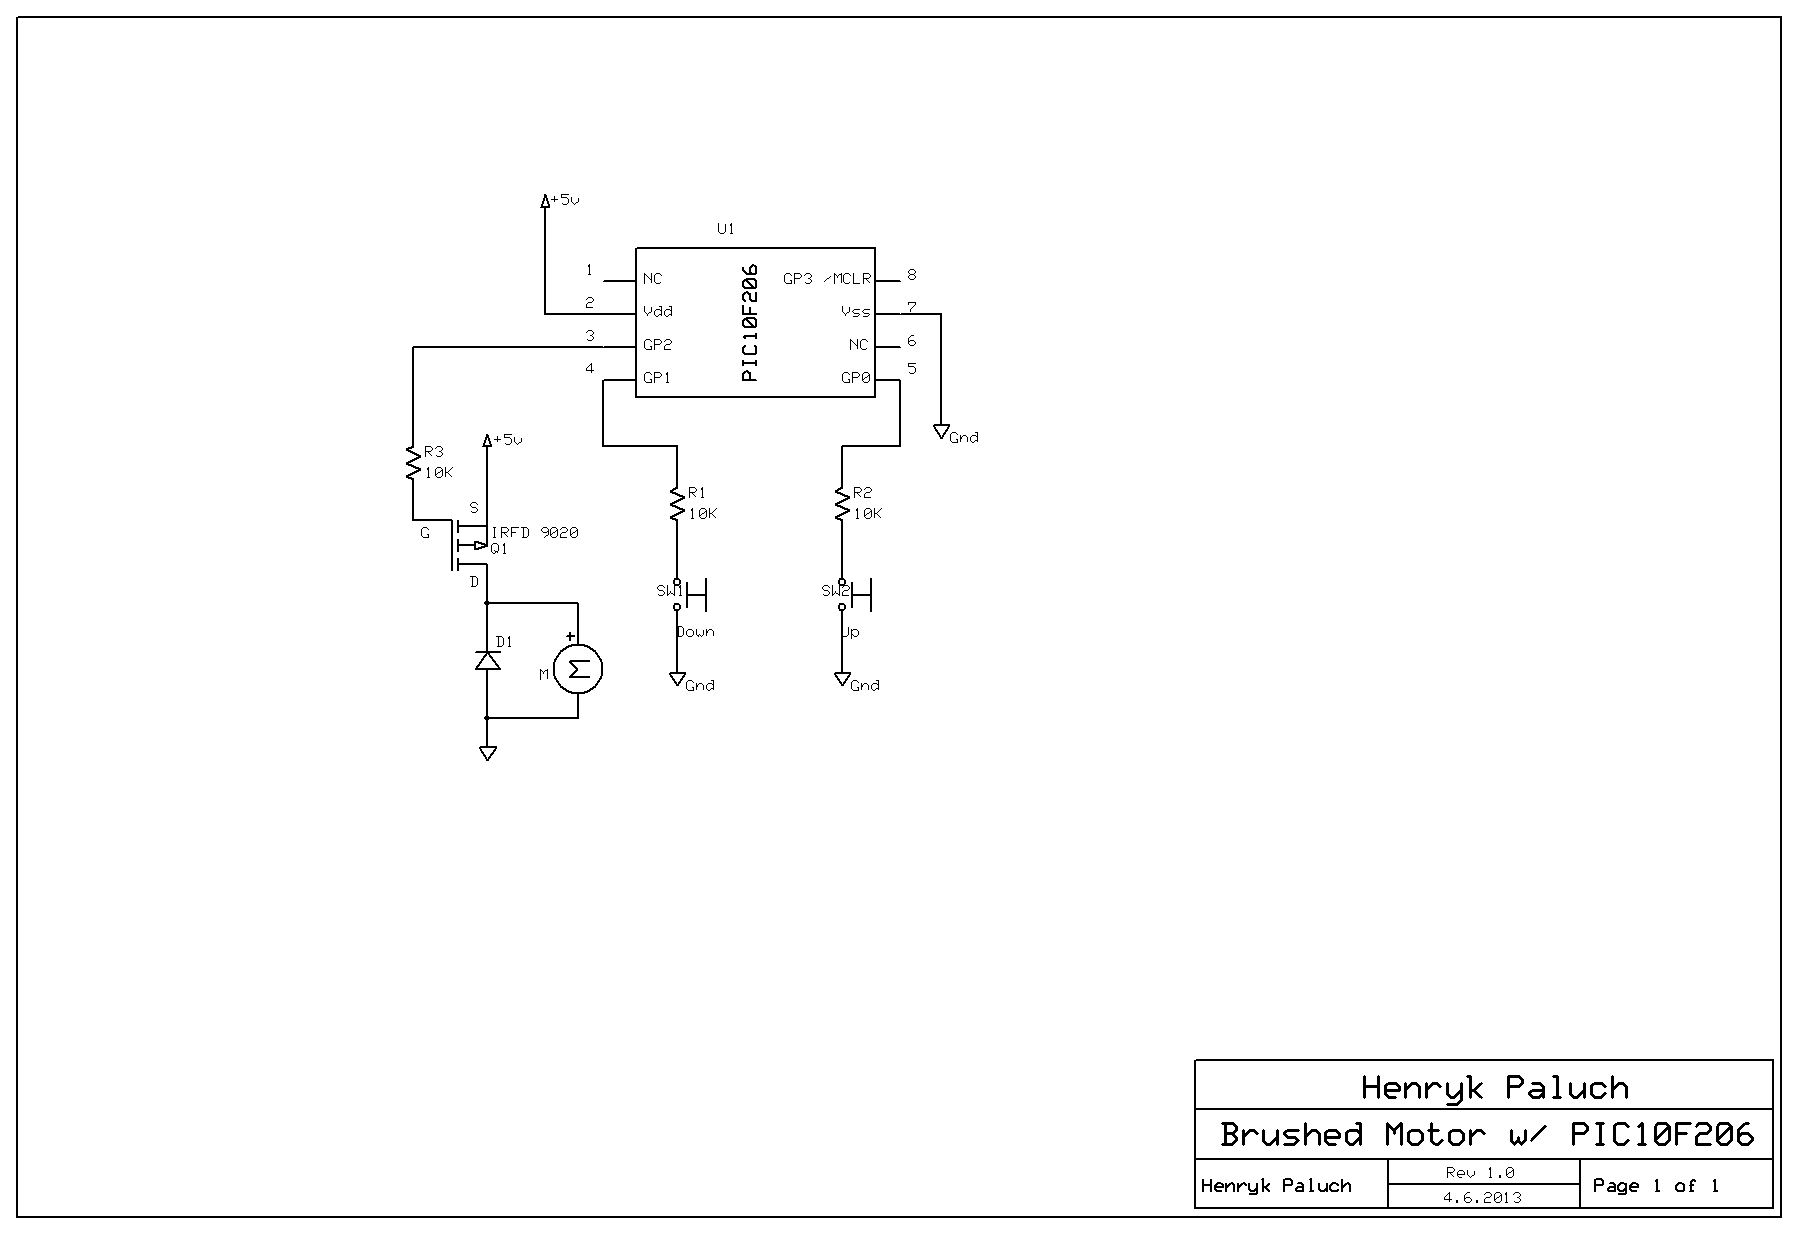 +5v
U1
1
NC
GP3 /MCLR
8
2
Vdd
Vss
7
3
GP2
NC
6
4
GP1
GP0
5
PIC10F206
Gnd
+5v
R3
10K
S
G
IRFD 9020
Q1
D
R1
10K
R2
10K
SW1
SW2
Down
Up
D1
+
M
Gnd
Gnd
Henryk Paluch
Brushed Motor w/ PIC10F206
Henryk Paluch
Rev 1.0
4.6.2013
Page 1 of 1